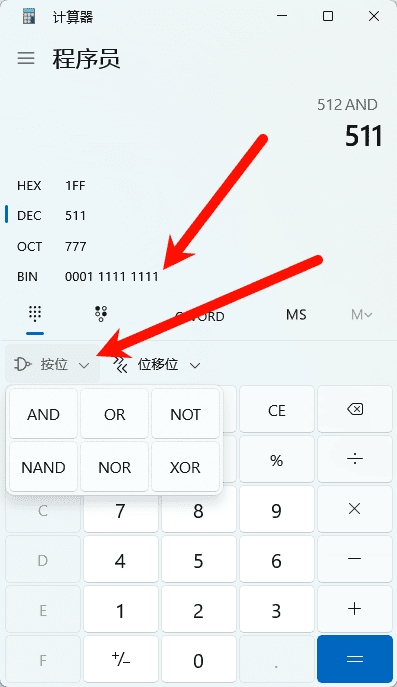 计算器
程序员
512 AND
511
HEX 1FF
DEC 511
OCT 777
BIN 0001 1111 1111
MS M
按位 位移位
AND OR NOT CE
NAND NOR XOR %
C 7 8 9 ×
D 4 5 6 −
E 1 2 3 +
F +/− 0 . =